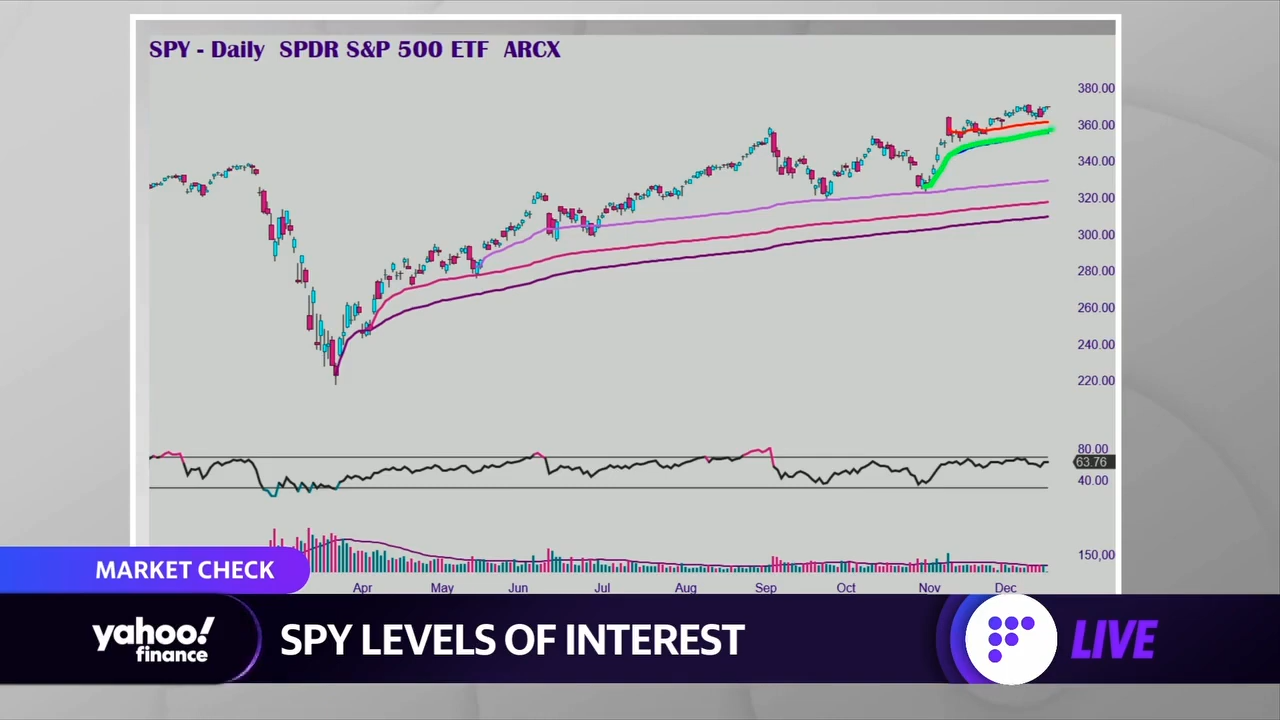 SPY - Daily SPDR S&P 500 ETF ARCX
380.00
360.00
340.00
320.00
300.00
280.00
260.00
240.00
220.00
80.00
63.76
40.00
150,00
Apr May Jun Jul Aug Sep Oct Nov Dec
MARKET CHECK
yahoo!
finance
SPY LEVELS OF INTEREST
LIVE